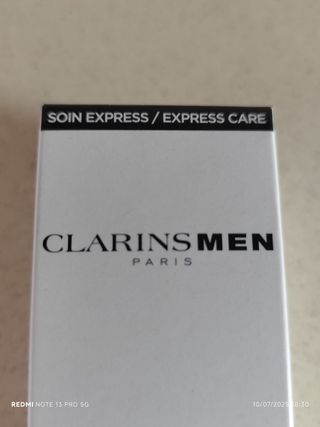 SOIN EXPRESS / EXPRESS CARE
CLARINSMEN
PARIS
REDMI NOTE 13 PRO 5G
10/07/2025 18:30